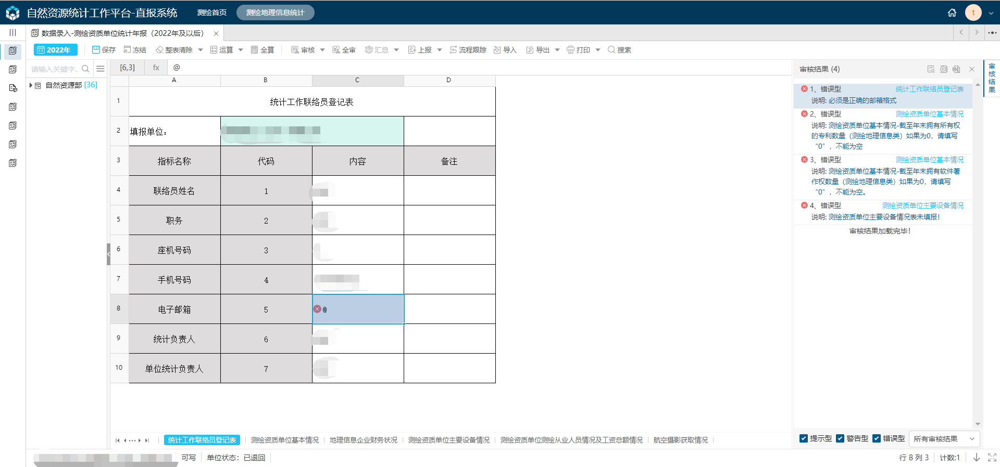 自然资源统计工作平台-直报系统
测绘首页
测绘地理信息统计
t
数据录入-测绘资质单位统计年报（2022年及以后）
2022年
保存
冻结
整表清除
运算
全算
审核
全审
汇总
上报
流程跟踪
导入
导出
打印
搜索
请输入关键字..
自然资源部 [36]
[6,3]
fx
@
A B C D
1 统计工作联络员登记表
2 填报单位：
3 指标名称 代码 内容 备注
4 联络员姓名 1
5 职务 2
6 座机号码 3
7 手机号码 4
8 电子邮箱 5 @
9 统计负责人 6
10 单位统计负责人 7
审核结果 (4)
审核结果
1、错误型 统计工作联络员登记表
说明: 必须是正确的邮箱格式
2、错误型 测绘资质单位基本情况
说明: 测绘资质单位基本情况-截至年末拥有所有权
的专利数量（测绘地理信息类）如果为0，请填写
“0”，不能为空
3、错误型 测绘资质单位基本情况
说明: 测绘资质单位基本情况-截至年末拥有软件著
作权数量（测绘地理信息类）如果为0，请填写
“0”，不能为空。
4、错误型 测绘资质单位主要设备情况
说明: 测绘资质单位主要设备情况表未填报！
审核结果加载完毕！
统计工作联络员登记表
测绘资质单位基本情况
地理信息企业财务状况
测绘资质单位主要设备情况
测绘资质单位测绘从业人员情况及工资总额情况
航空摄影获取情况
提示型
警告型
错误型
所有审核结果
可写
单位状态：已退回
行 8 列 3
计数:1